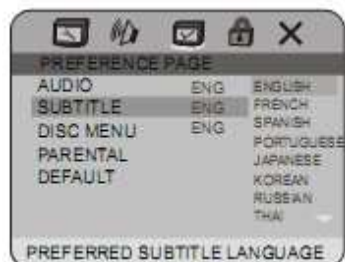 PREFERENCE PAGE
AUDIO ENG ENGLISH
SUBTITLE ENG FRENCH
DISC MENU ENG SPANISH
PORTUGUESE
PARENTAL JAPANESE
DEFAULT KOREAN
RUSSIAN
THAI
PREFERRED SUBTITLE LANGUAGE